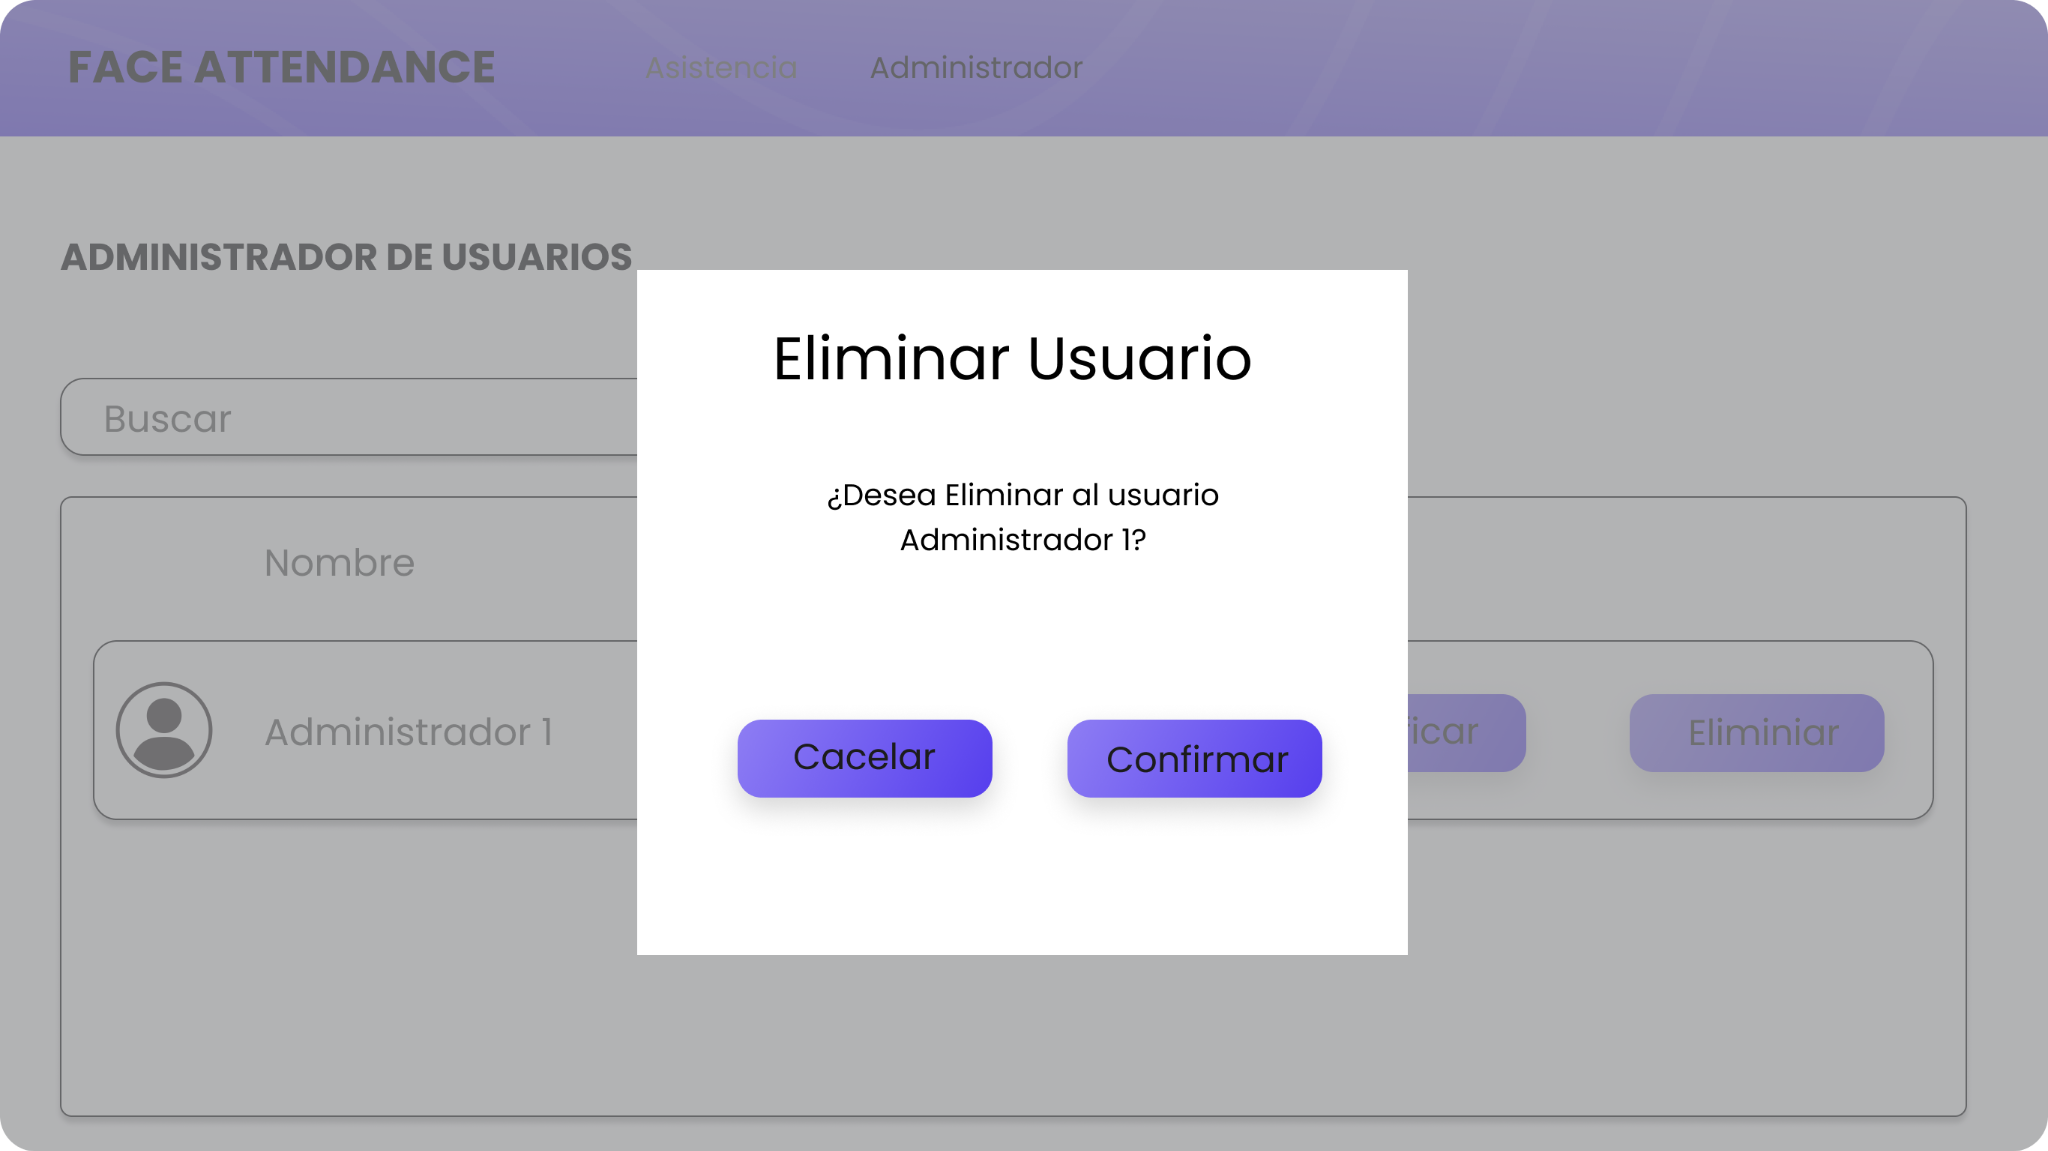 FACE ATTENDANCE
Asistencia
Administrador
ADMINISTRADOR DE USUARIOS
Buscar
Nombre
Administrador 1
Eliminar Usuario
¿Desea Eliminar al usuario
Administrador 1?
Cacelar
Confirmar
Eliminiar